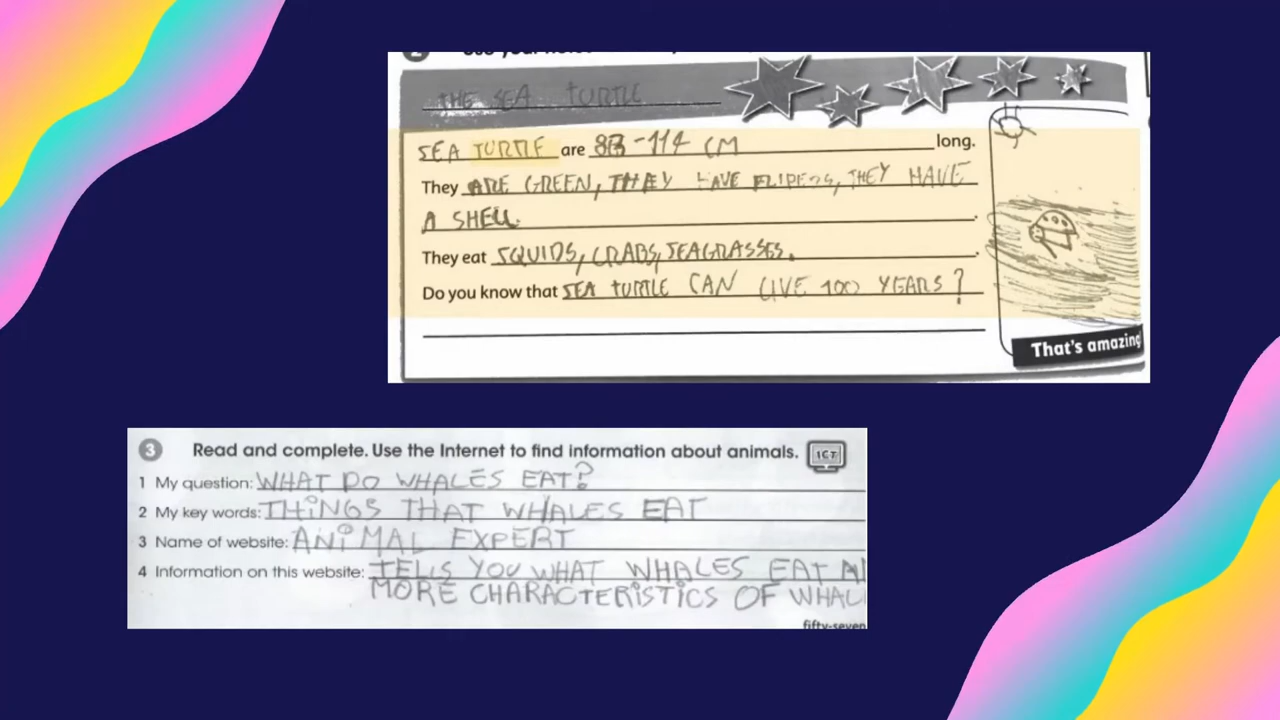 THE SEA TURTLE
SEA TURTLE are 83-114 CM long.
They ARE GREEN, THEY HAVE FLIPERS, THEY HAVE
A SHELL.
They eat SQUIDS, CRABS, SEAGRASSES.
Do you know that SEA TURTLE CAN LIVE 100 YEARS?
That's amazing
3 Read and complete. Use the Internet to find information about animals. ICT
1 My question: WHAT DO WHALES EAT?
2 My key words: THiNGS THAT WHALES EAT
3 Name of website: ANiMAL EXPERT
4 Information on this website: TELLS YOU WHAT WHALES EAT
MORE CHARACTERiSTiCS OF
fifty-seven